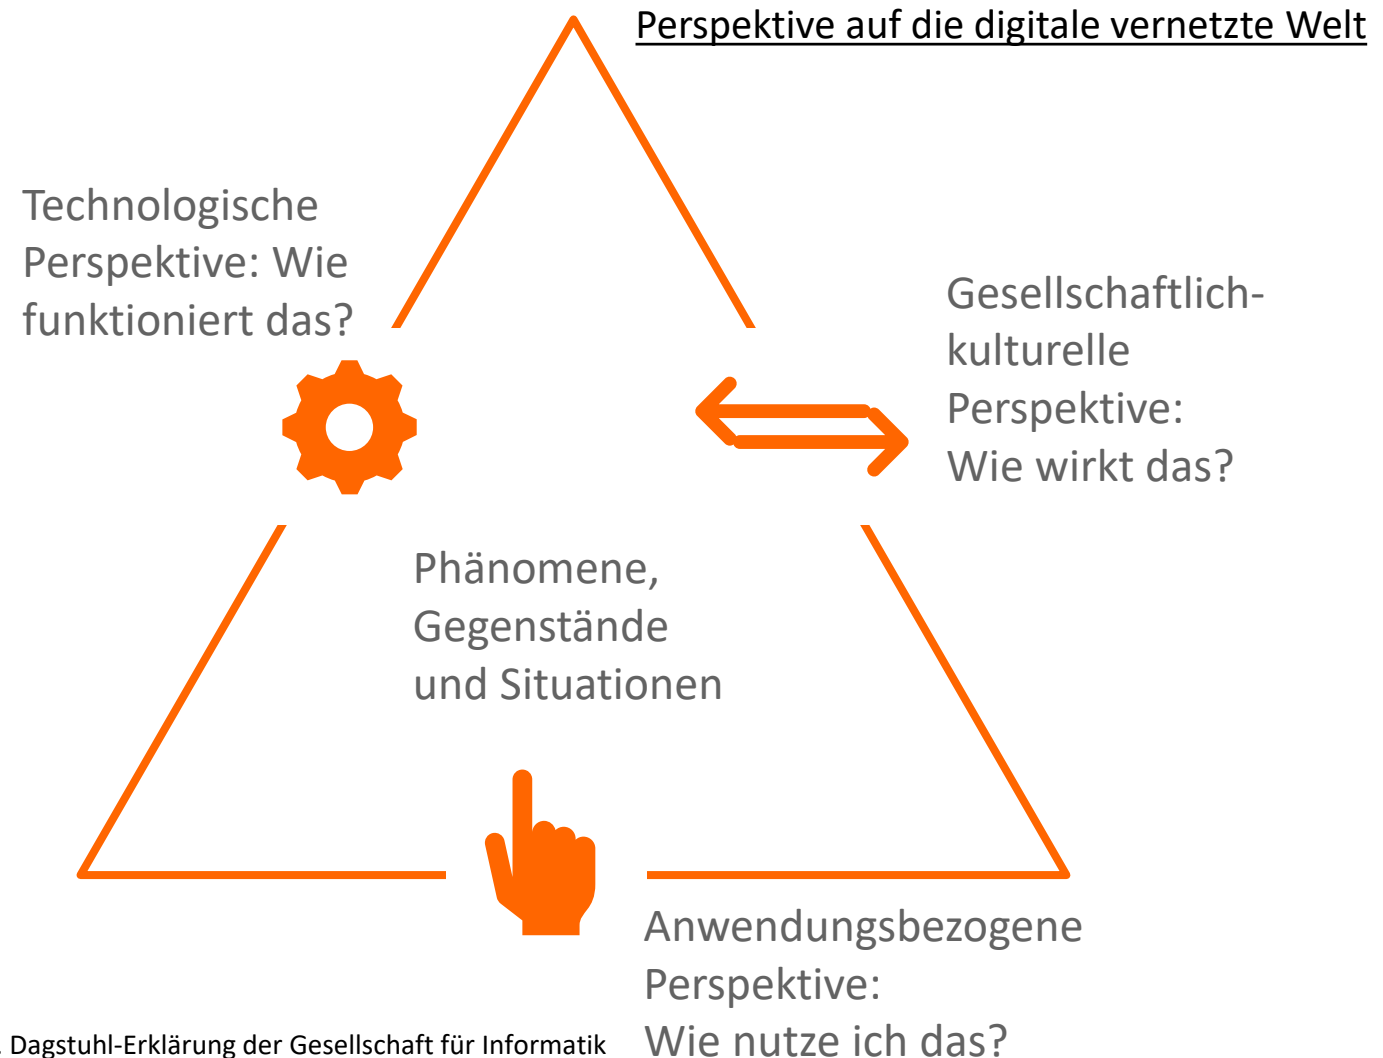 Perspektive auf die digitale vernetzte Welt
Technologische
Perspektive: Wie
funktioniert das?
Gesellschaftlich-
kulturelle
Perspektive:
Wie wirkt das?
Phänomene,
Gegenstände
und Situationen
Anwendungsbezogene
Perspektive:
Wie nutze ich das?
. Dagstuhl-Erklärung der Gesellschaft für Informatik